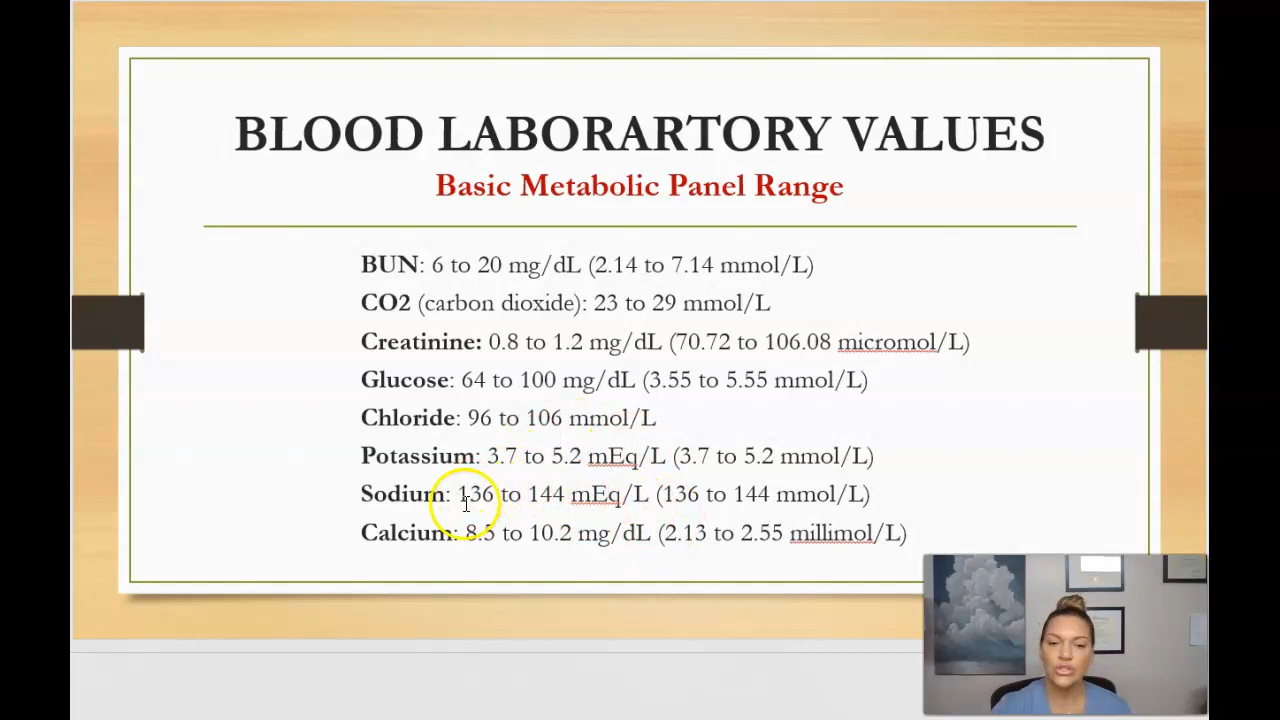 BLOOD LABORARTORY VALUES
Basic Metabolic Panel Range
BUN: 6 to 20 mg/dL (2.14 to 7.14 mmol/L)
CO2 (carbon dioxide): 23 to 29 mmol/L
Creatinine: 0.8 to 1.2 mg/dL (70.72 to 106.08 micromol/L)
Glucose: 64 to 100 mg/dL (3.55 to 5.55 mmol/L)
Chloride: 96 to 106 mmol/L
Potassium: 3.7 to 5.2 mEq/L (3.7 to 5.2 mmol/L)
Sodium: 136 to 144 mEq/L (136 to 144 mmol/L)
Calcium: 8.5 to 10.2 mg/dL (2.13 to 2.55 millimol/L)